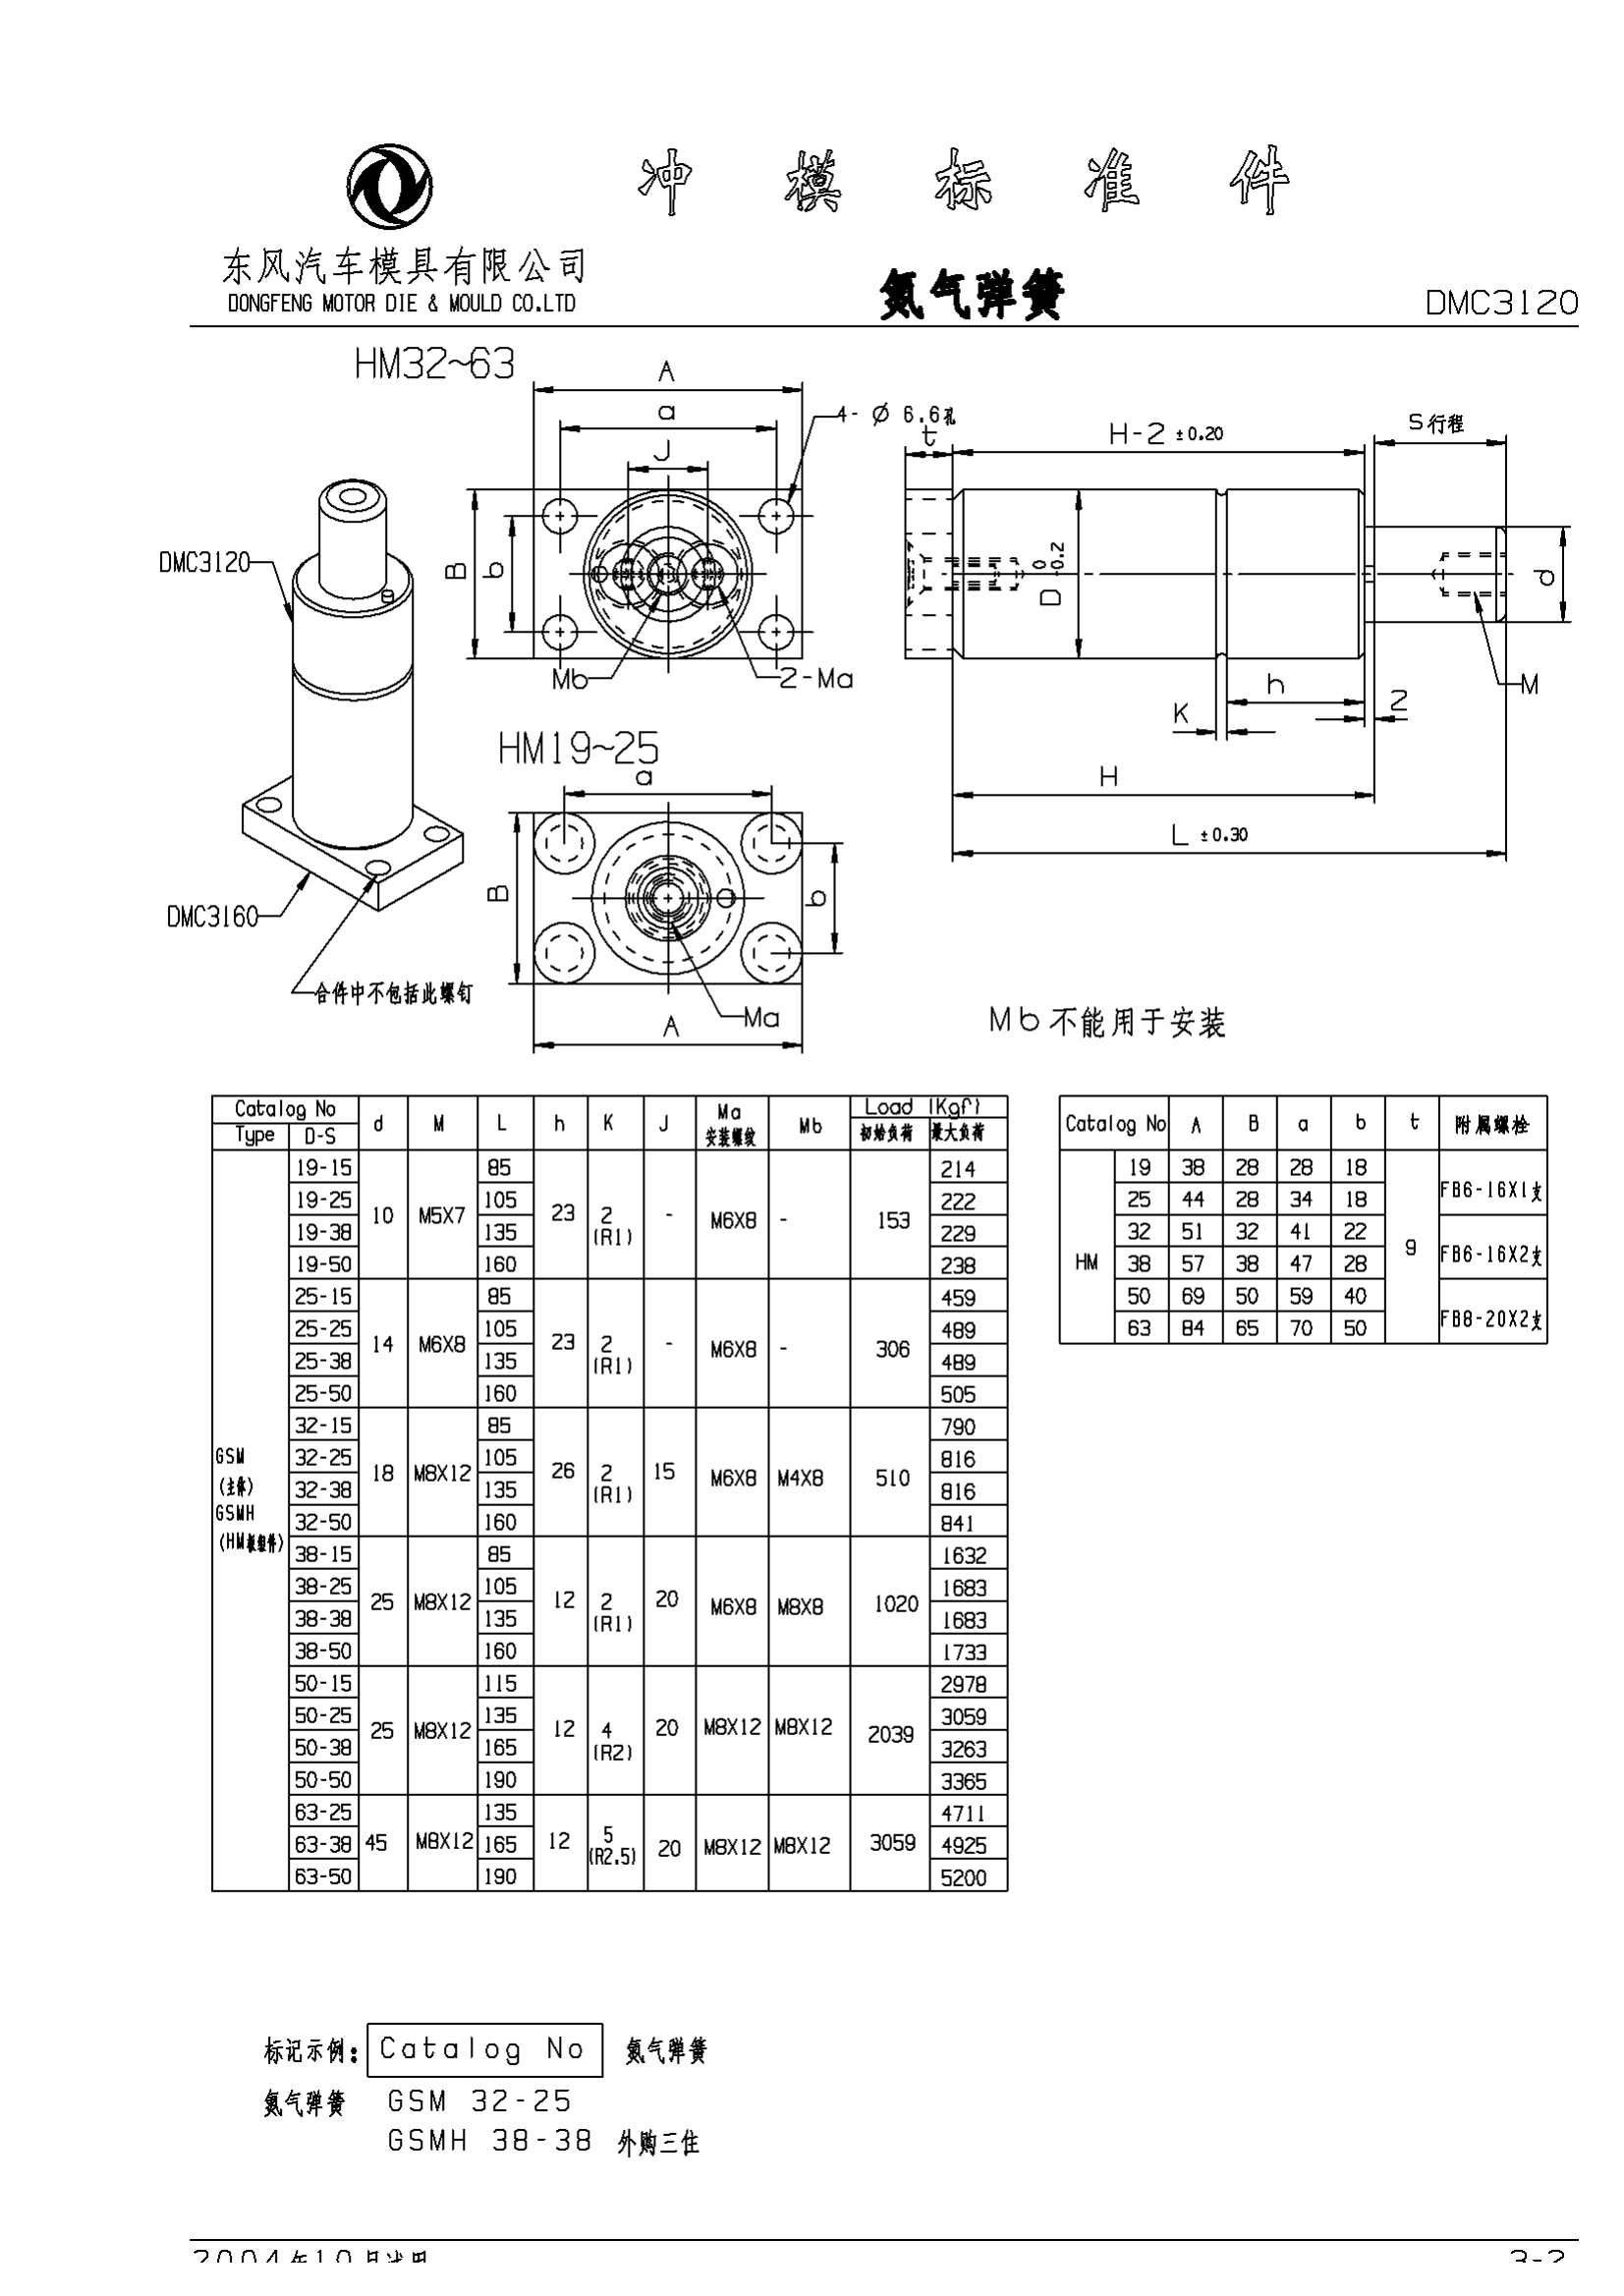 冲 模 标 准 件
东风汽车模具有限公司
DONGFENG MOTOR DIE & MOULD CO.LTD
氮气弹簧
DMC3120
HM32~63
A
a
J
4-Ø 6.6孔
t
H-2 ±0.20
S行程
DMC3120
B
b
D 0 -0.2
d
Mb
2-Ma
h
2
M
K
HM19~25
a
H
L ±0.30
B
b
DMC3160
合件中不包括此螺钉
Ma
A
Mb不能用于安装
Catalog No d M L h K J Ma 安装螺纹 Mb Load (Kgf)
Type D-S 初始负荷 最大负荷
GSM
(主体)
GSMH
(HM板组件)
19-15 85 214
19-25 105 222
10 M5X7 23 2 (R1) - M6X8 - 153
19-38 135 229
19-50 160 238
25-15 85 459
25-25 105 489
14 M6X8 23 2 (R1) - M6X8 - 306
25-38 135 489
25-50 160 505
32-15 85 790
32-25 105 816
18 M8X12 26 2 (R1) 15 M6X8 M4X8 510
32-38 135 816
32-50 160 841
38-15 85 1632
38-25 105 1683
25 M8X12 12 2 (R1) 20 M6X8 M8X8 1020
38-38 135 1683
38-50 160 1733
50-15 115 2978
50-25 135 3059
25 M8X12 12 4 (R2) 20 M8X12 M8X12 2039
50-38 165 3263
50-50 190 3365
63-25 135 4711
63-38 45 M8X12 165 12 5 (R2.5) 20 M8X12 M8X12 3059 4925
63-50 190 5200
Catalog No A B a b t 附属螺栓
HM
19 38 28 28 18
FB6-16X1支
25 44 28 34 18
32 51 32 41 22
9
FB6-16X2支
38 57 38 47 28
50 69 50 59 40
FB8-20X2支
63 84 65 70 50
标记示例: Catalog No 氮气弹簧
氮气弹簧 GSM 32-25
GSMH 38-38 外购三住
2004年10月
3-2